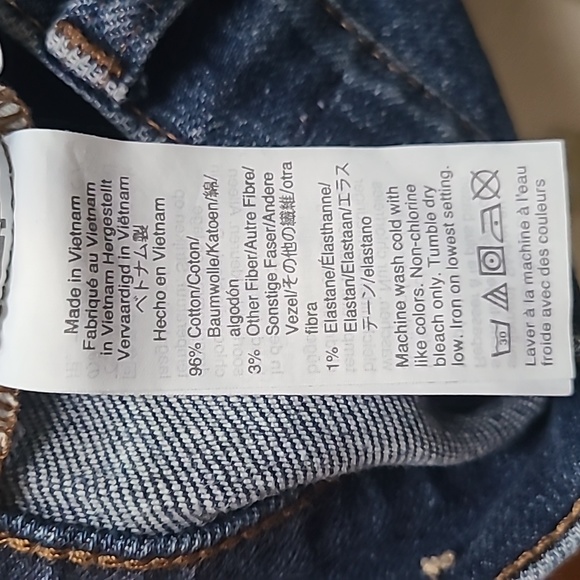 Made in Vietnam
Fabriqué au Vietnam
in Vietnam Hergestellt
Vervaardigd in Viëtnam
ベトナム製
Hecho en Vietnam
96% Cotton/Coton/
Baumwolle/Katoen/綿/
algodón
3% Other Fiber/Autre Fibre/
Sonstige Faser/Andere
Vezel/その他の繊維/otra
fibra
1% Elastane/Élasthanne/
Elastan/Elastaan/エラス
テーン/elastano
Machine wash cold with
like colors. Non-chlorine
bleach only. Tumble dry
low. Iron on lowest setting.
30
Laver à la machine à l'eau
froide avec des couleurs